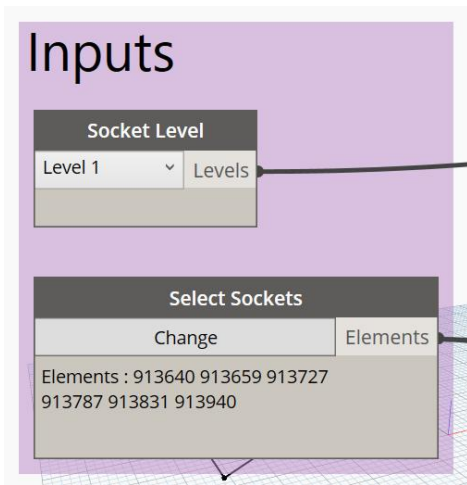 Inputs
Socket Level
Level 1
Levels
Select Sockets
Change
Elements
Elements : 913640 913659 913727
913787 913831 913940